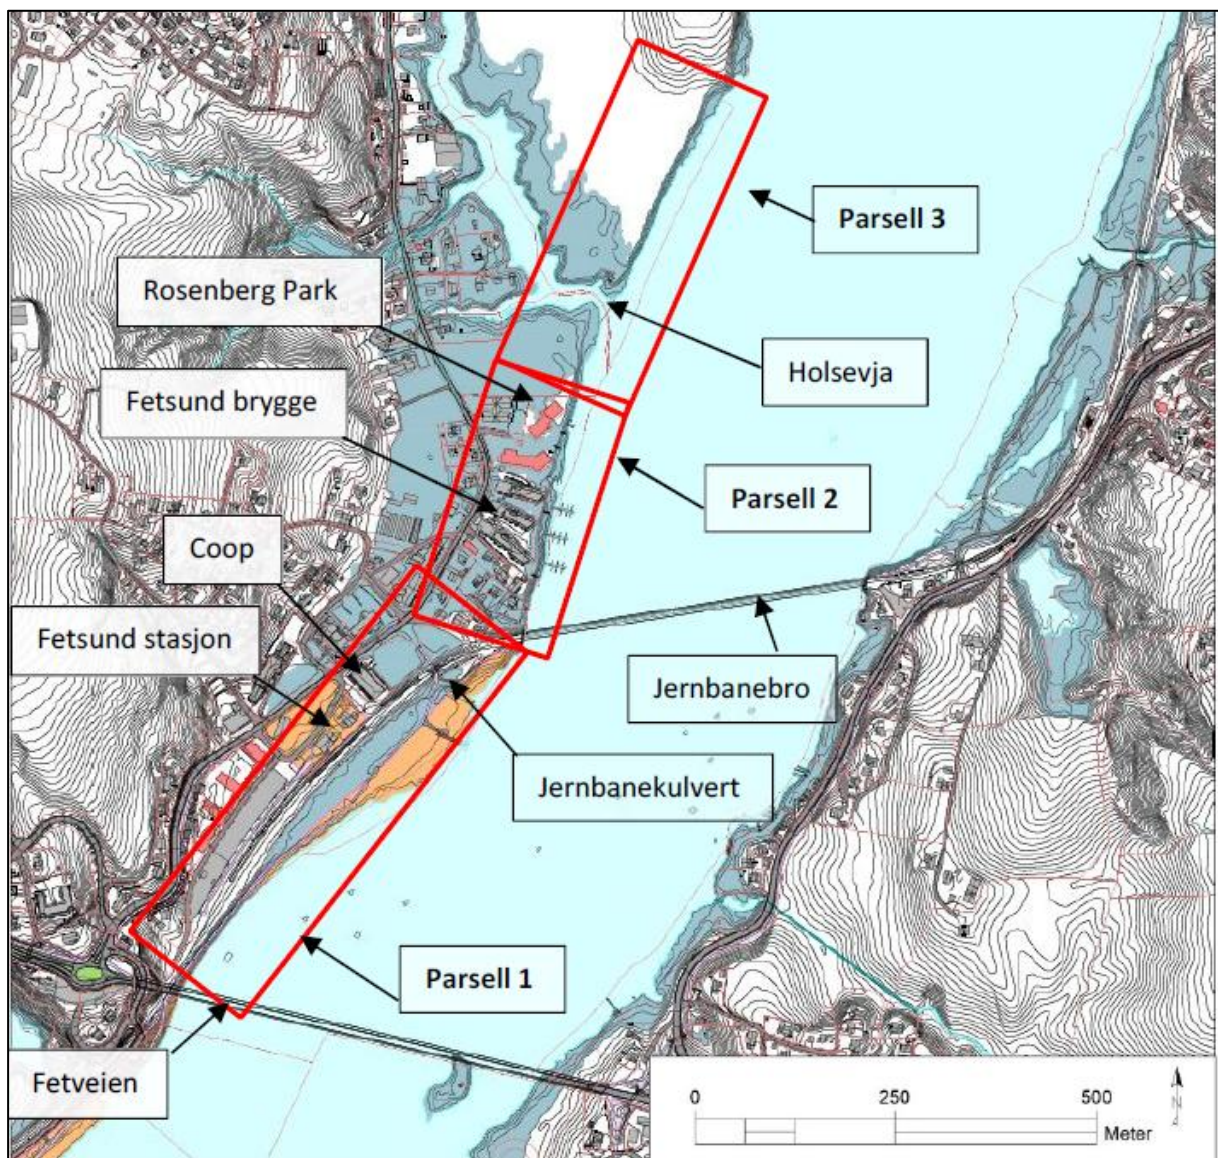 Parsell 3
Rosenberg Park
Holsevja
Fetsund brygge
Parsell 2
Coop
Fetsund stasjon
Jernbanebro
Jernbanekulvert
Parsell 1
Fetveien
0 250 500
Meter
N